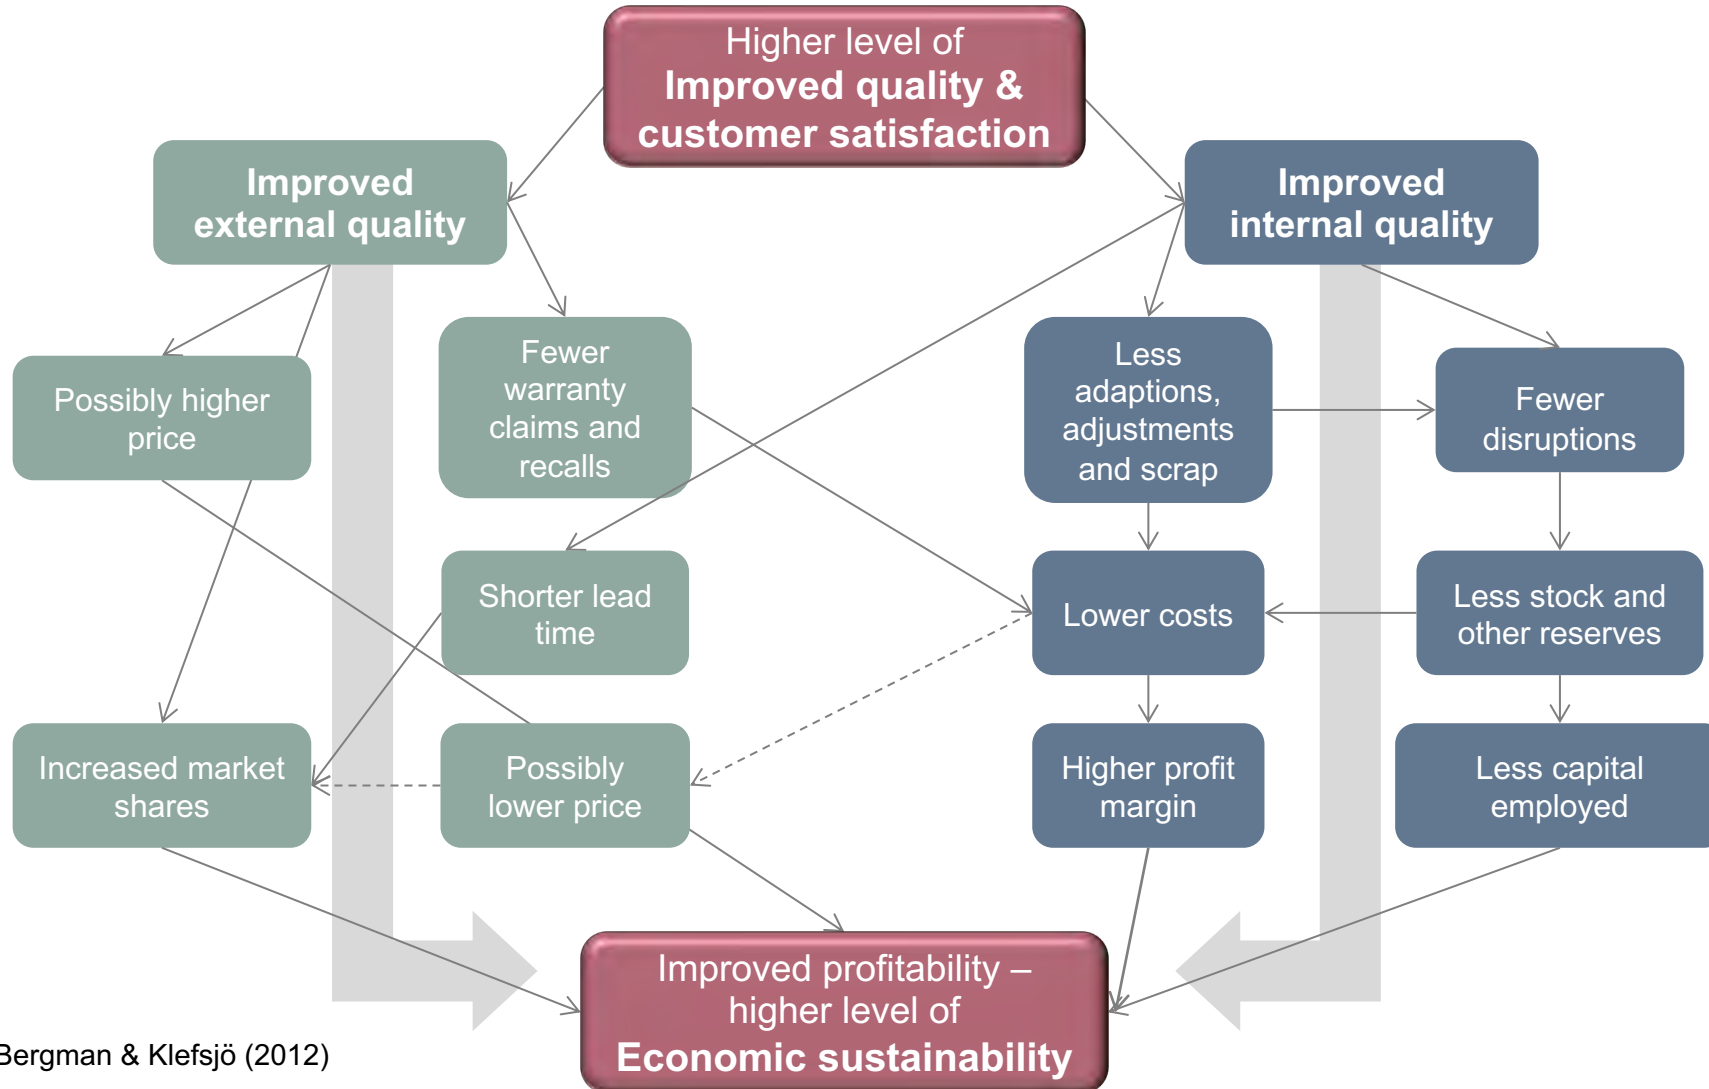 Higher level of
Improved quality &
customer satisfaction
Improved
external quality
Improved
internal quality
Possibly higher
price
Fewer
warranty
claims and
recalls
Less
adaptions,
adjustments
and scrap
Fewer
disruptions
Shorter lead
time
Lower costs
Less stock and
other reserves
Increased market
shares
Possibly
lower price
Higher profit
margin
Less capital
employed
Improved profitability –
higher level of
Economic sustainability
Bergman & Klefsjö (2012)